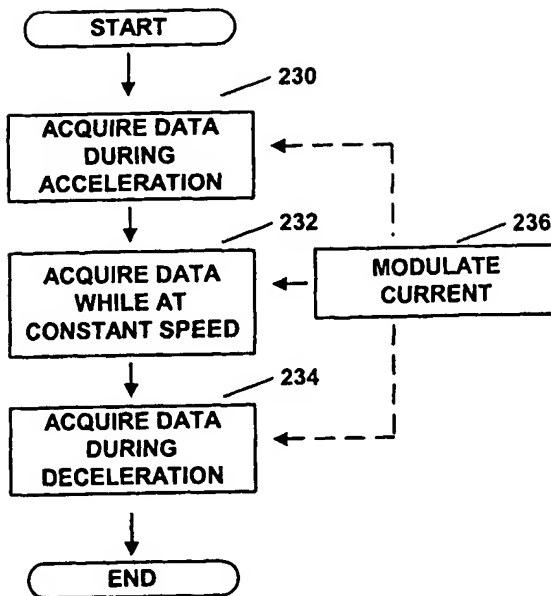 START
230
ACQUIRE DATA
DURING
ACCELERATION
232
236
ACQUIRE DATA
WHILE AT
CONSTANT SPEED
MODULATE
CURRENT
234
ACQUIRE DATA
DURING
DECELERATION
END